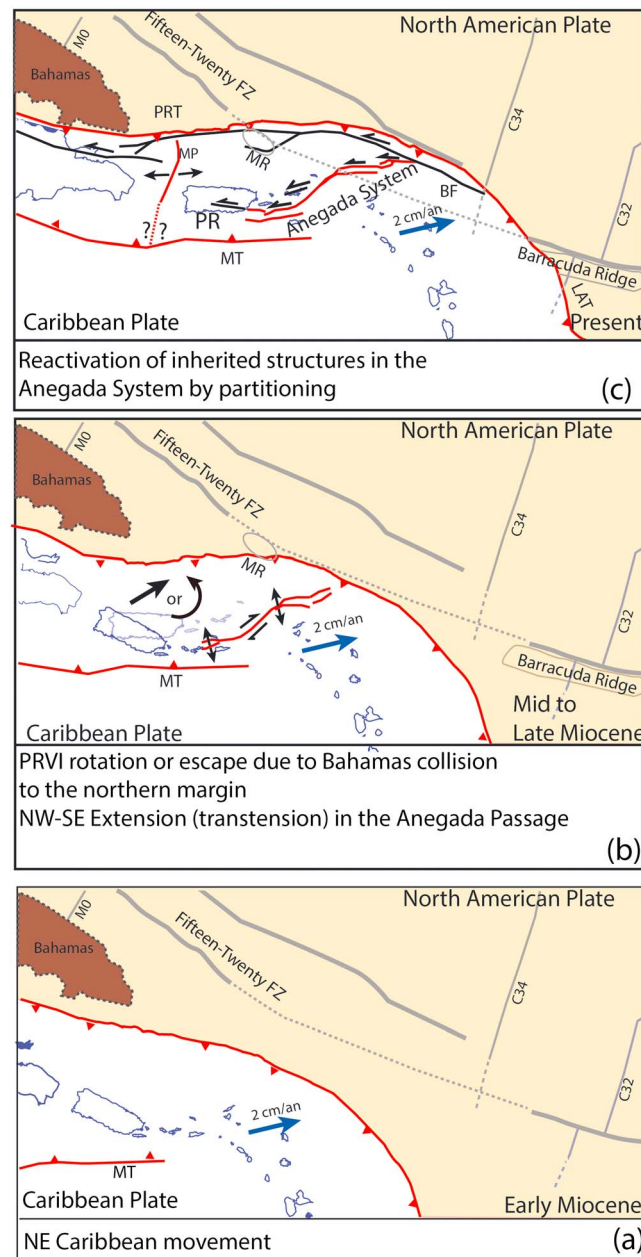 North American Plate
Fifteen-Twenty FZ
M0
Bahamas
C34
PRT
MP
MR
C32
Anegada System
BF
PR
2 cm/an
? ?
MT
Barracuda Ridge
LAT
Caribbean Plate
Present
Reactivation of inherited structures in the
Anegada System by partitioning
(c)
North American Plate
M0
Fifteen-Twenty FZ
Bahamas
C34
MR
or
C32
2 cm/an
MT
Barracuda Ridge
Mid to
Caribbean Plate
Late Miocene
PRVI rotation or escape due to Bahamas collision
to the northern margin
NW-SE Extension (transtension) in the Anegada Passage
(b)
North American Plate
M0
Fifteen-Twenty FZ
Bahamas
C34
C32
2 cm/an
MT
Caribbean Plate
Early Miocene
NE Caribbean movement
(a)